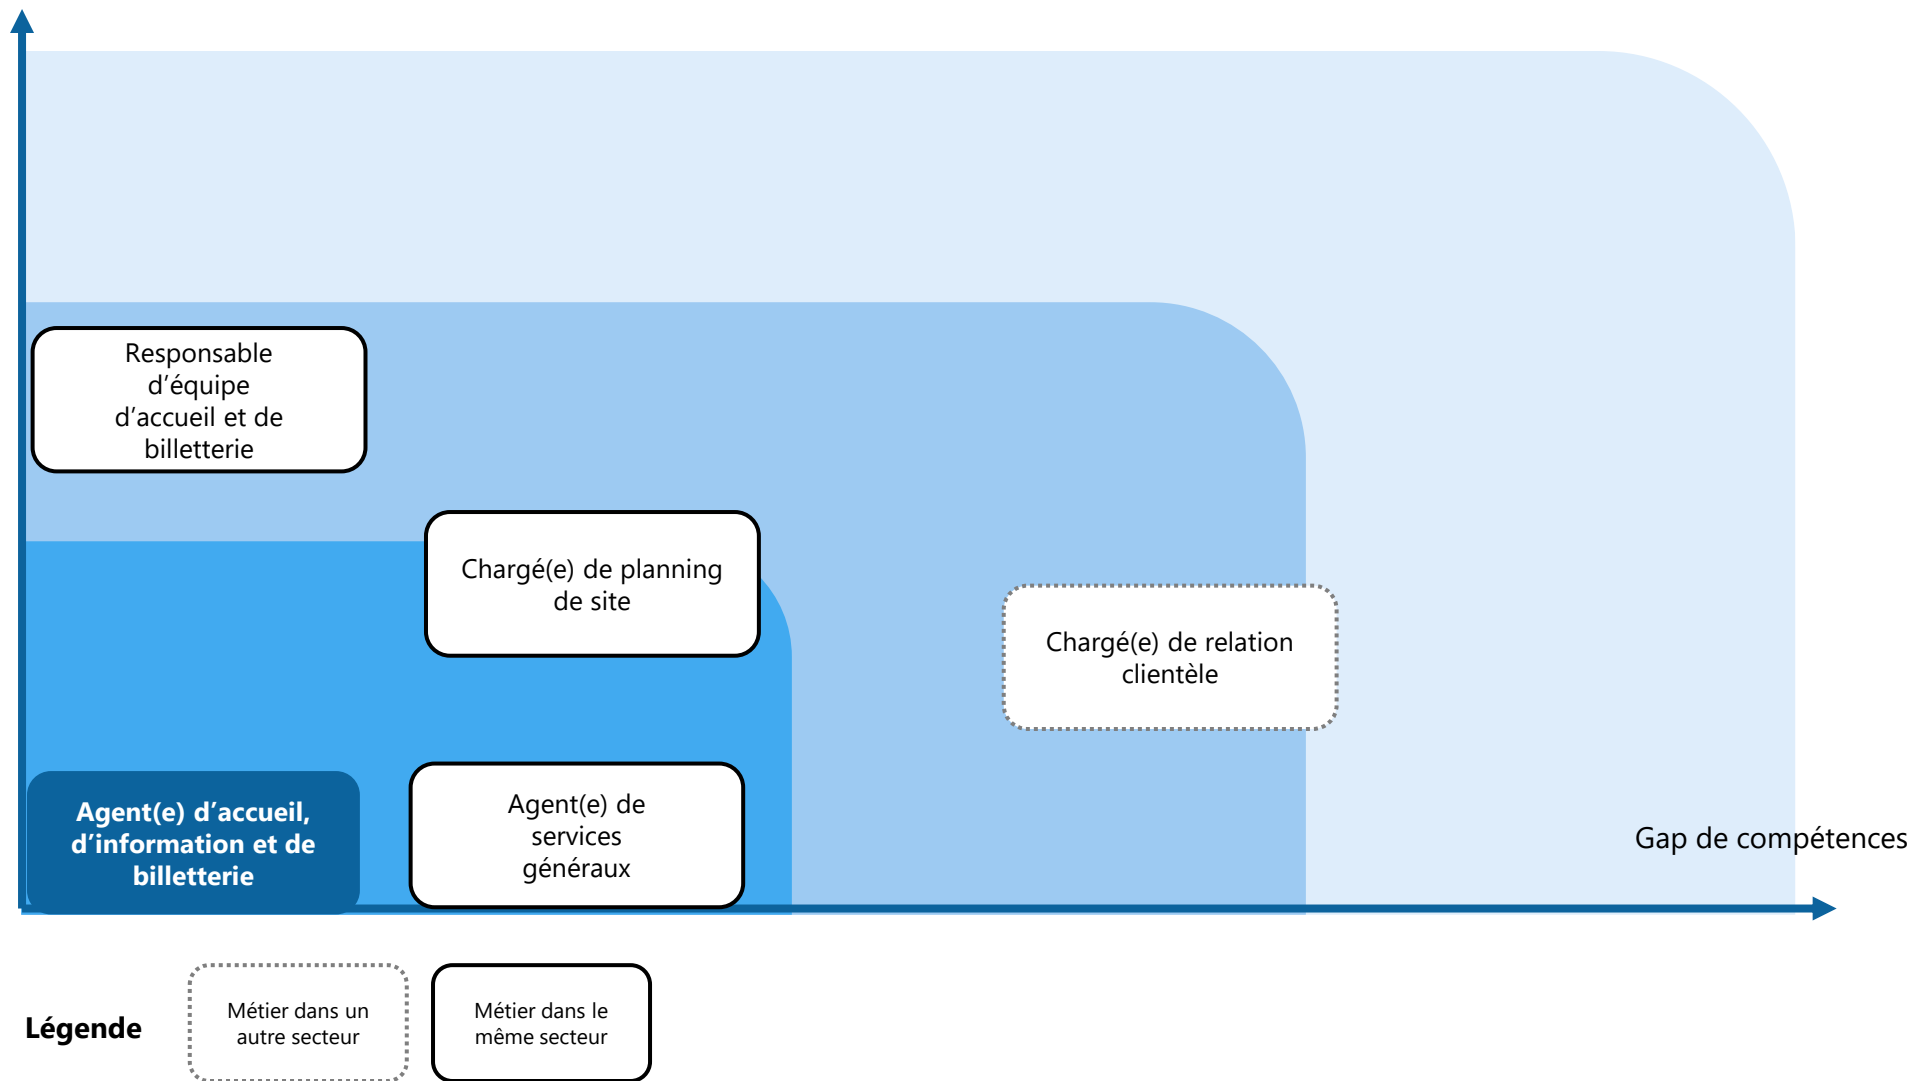 Responsable
d’équipe
d’accueil et de
billetterie
Chargé(e) de planning
de site
Chargé(e) de relation
clientèle
Agent(e) d’accueil,
d’information et de
billetterie
Agent(e) de
services
généraux
Gap de compétences
Légende
Métier dans un
autre secteur
Métier dans le
même secteur